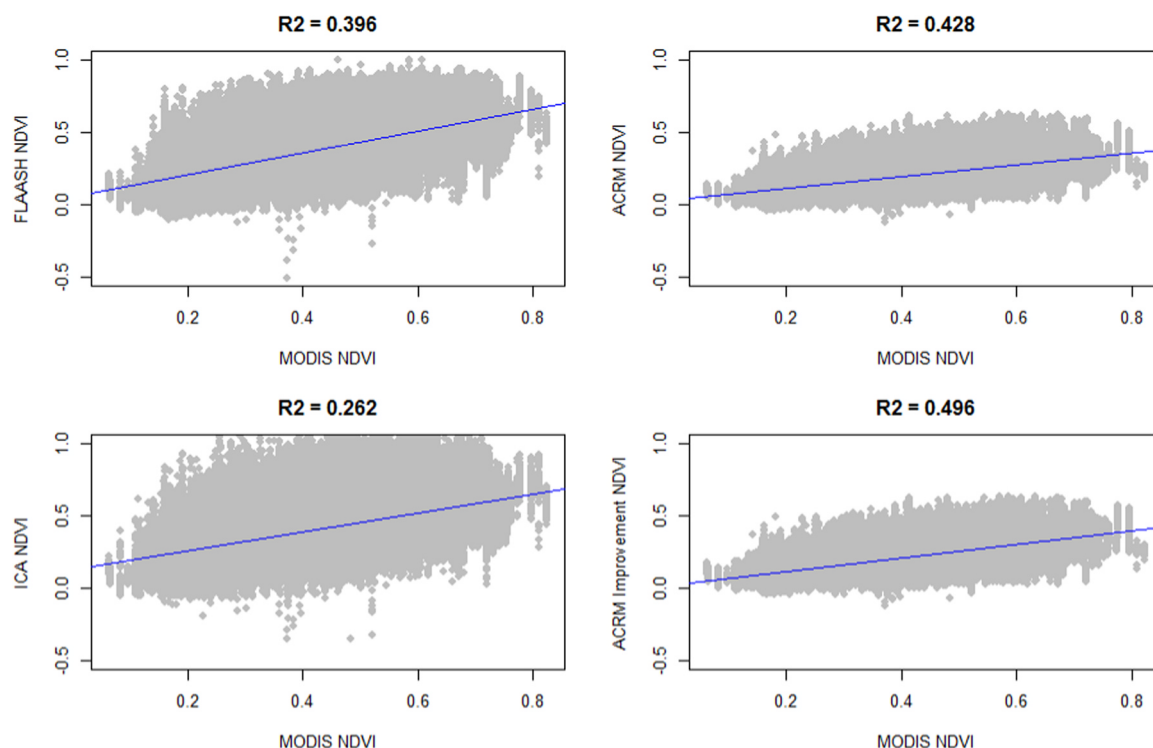 R2 = 0.396
FLAASH NDVI
1.0
0.5
0.0
-0.5
0.2 0.4 0.6 0.8
MODIS NDVI
R2 = 0.428
ACRM NDVI
1.0
0.5
0.0
-0.5
0.2 0.4 0.6 0.8
MODIS NDVI
R2 = 0.262
ICA NDVI
1.0
0.5
0.0
-0.5
0.2 0.4 0.6 0.8
MODIS NDVI
R2 = 0.496
ACRM Improvement NDVI
1.0
0.5
0.0
-0.5
0.2 0.4 0.6 0.8
MODIS NDVI